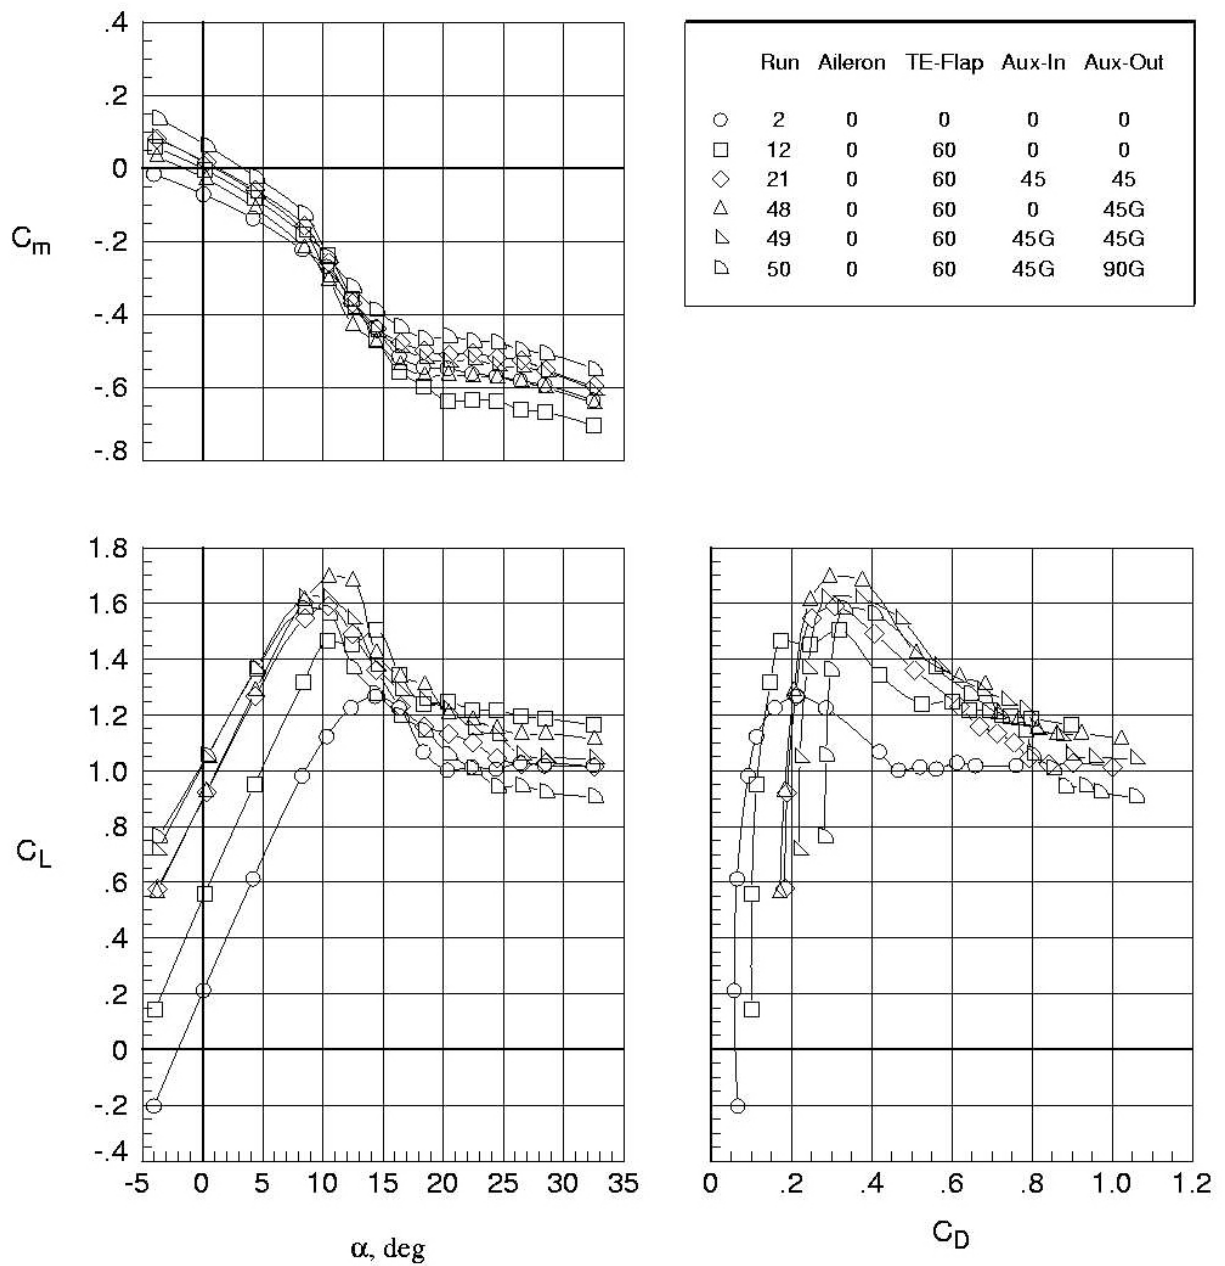 .4
.2
0
-.2
-.4
-.6
-.8
Cm
Run Aileron TE-Flap Aux-In Aux-Out
2 0 0 0 0
12 0 60 0 0
21 0 60 45 45
48 0 60 0 45G
49 0 60 45G 45G
50 0 60 45G 90G
1.8
1.6
1.4
1.2
1.0
.8
.6
.4
.2
0
-.2
-.4
CL
-5 0 5 10 15 20 25 30 35
α, deg
0 .2 .4 .6 .8 1.0 1.2
CD